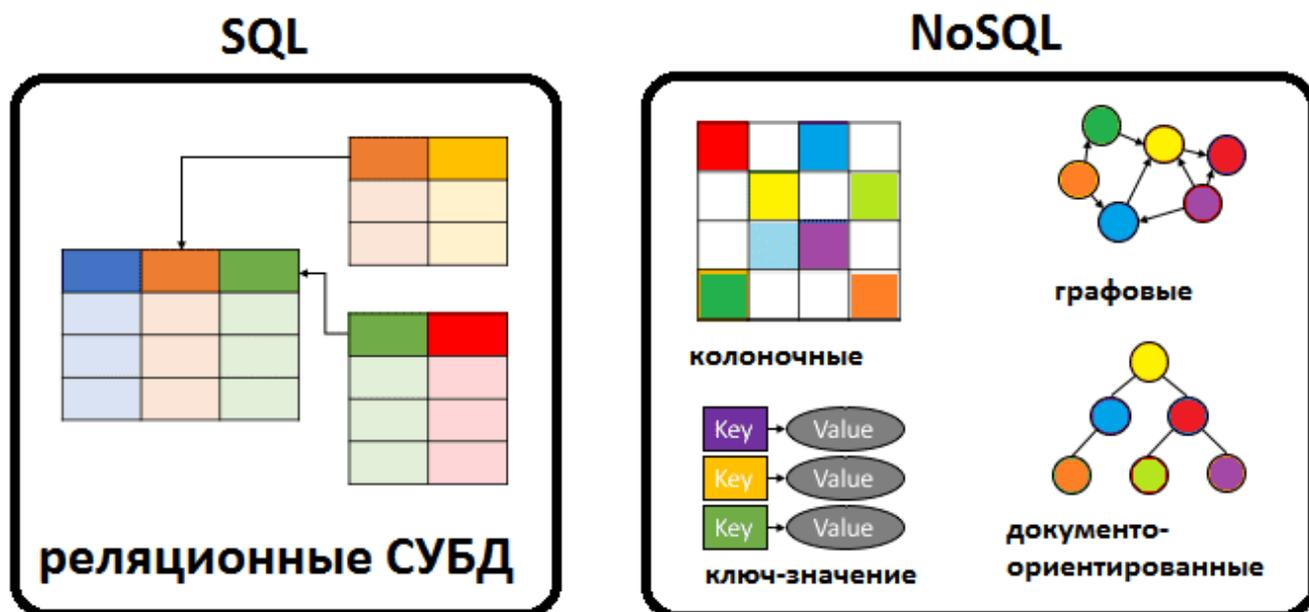 SQL
реляционные СУБД
NoSQL
колоночные
графовые
Key
Value
Key
Value
Key
Value
ключ-значение
документо-
ориентированные